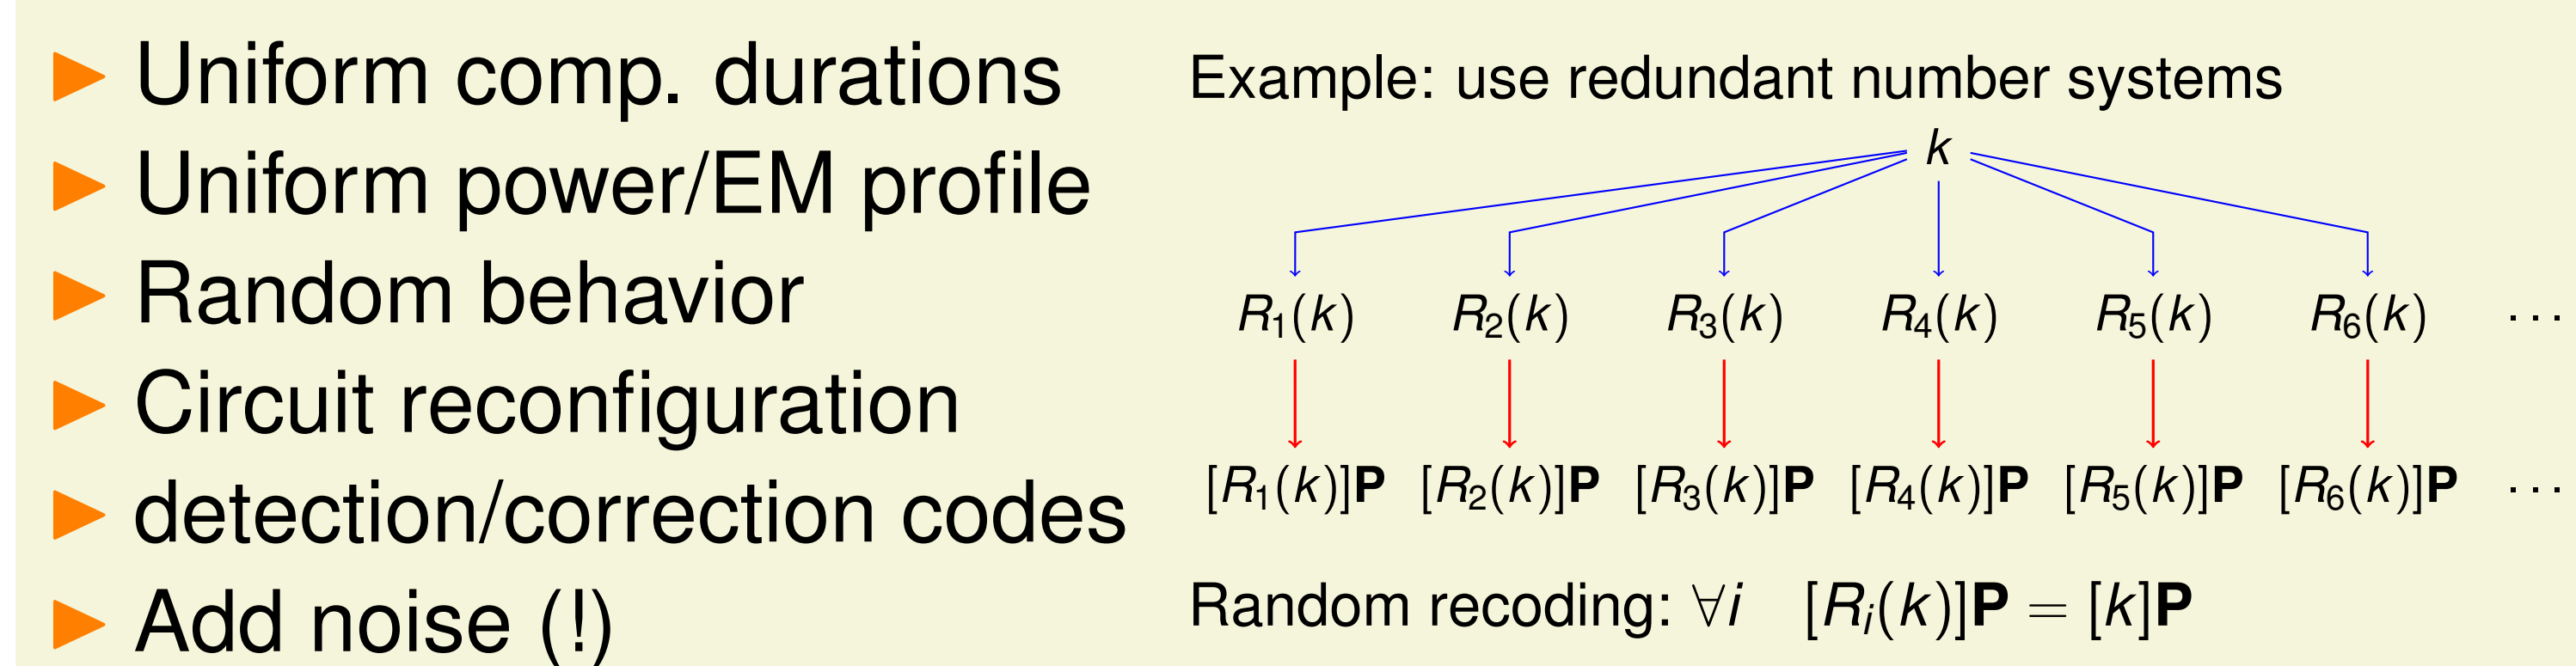 ▶ Uniform comp. durations
▶ Uniform power/EM profile
▶ Random behavior
▶ Circuit reconfiguration
▶ detection/correction codes
▶ Add noise (!)
Example: use redundant number systems
k
R₁(k) R₂(k) R₃(k) R₄(k) R₅(k) R₆(k) ⋯
[R₁(k)]P [R₂(k)]P [R₃(k)]P [R₄(k)]P [R₅(k)]P [R₆(k)]P ⋯
Random recoding: ∀i [Rᵢ(k)]P = [k]P